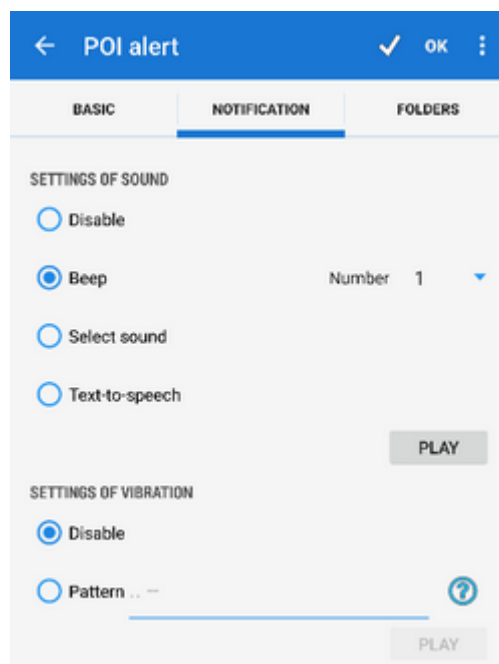 POI alert OK
BASIC NOTIFICATION FOLDERS
SETTINGS OF SOUND
Disable
Beep Number 1
Select sound
Text-to-speech
PLAY
SETTINGS OF VIBRATION
Disable
Pattern .. –
?
PLAY